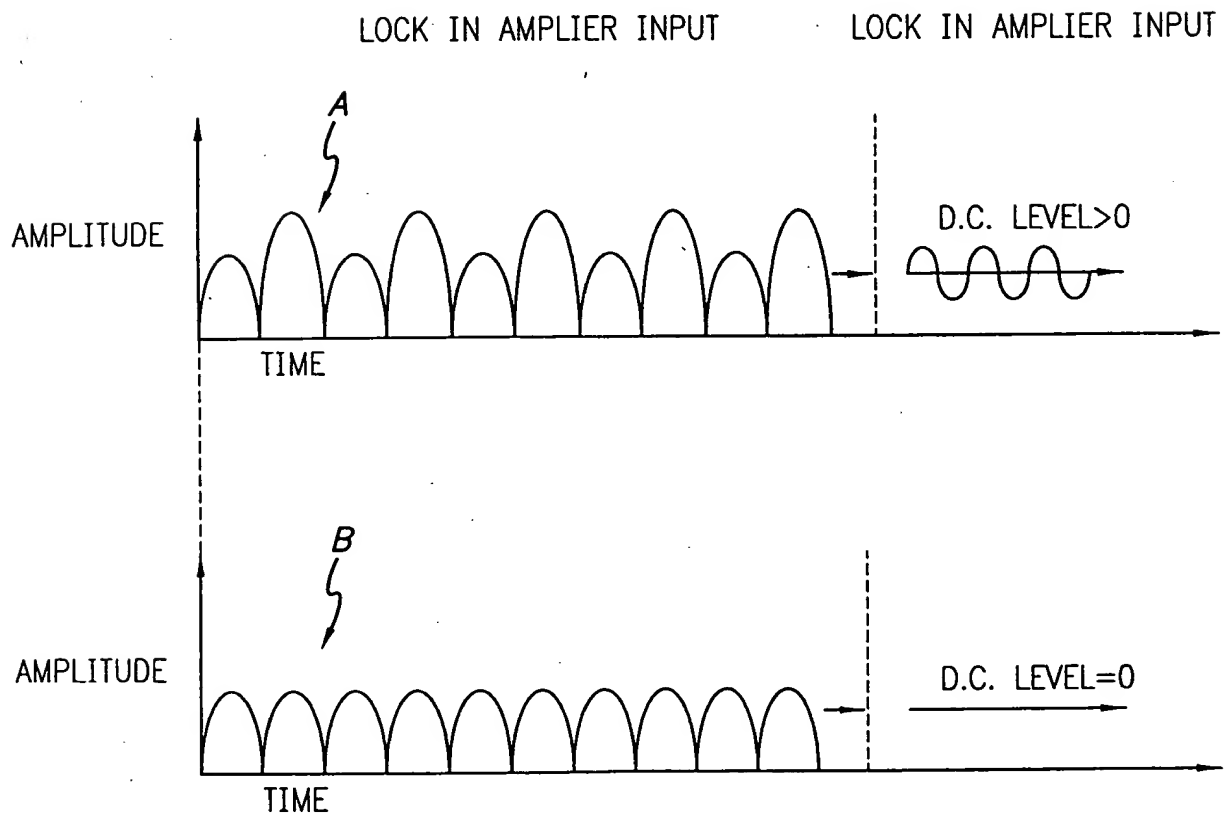 LOCK IN AMPLIER INPUT
LOCK IN AMPLIER INPUT
A
AMPLITUDE
D.C. LEVEL>0
TIME
B
AMPLITUDE
D.C. LEVEL=0
TIME